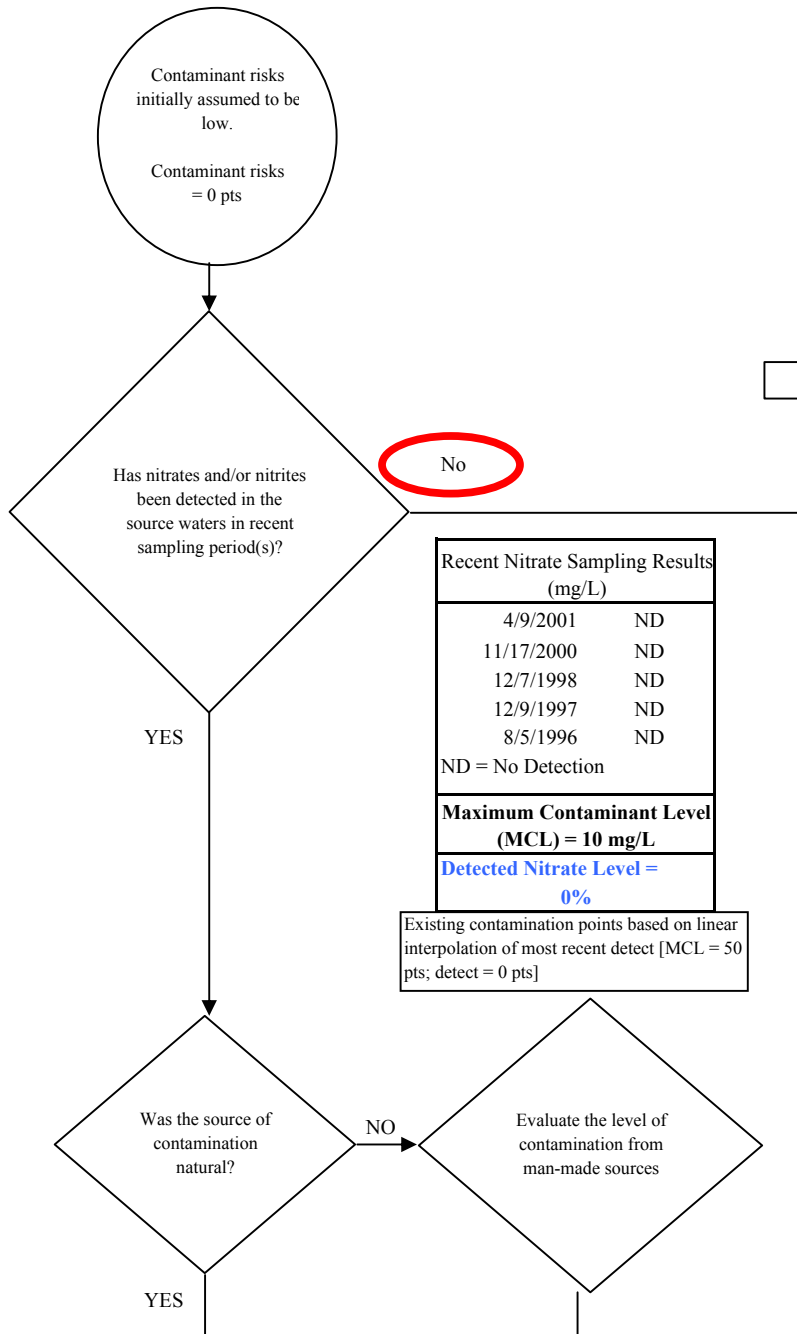 Contaminant risks
initially assumed to be
low.
Contaminant risks
= 0 pts
Has nitrates and/or nitrites
been detected in the
source waters in recent
sampling period(s)?
No
Recent Nitrate Sampling Results
(mg/L)
4/9/2001 ND
11/17/2000 ND
12/7/1998 ND
12/9/1997 ND
8/5/1996 ND
ND = No Detection
Maximum Contaminant Level
(MCL) = 10 mg/L
Detected Nitrate Level =
0%
Existing contamination points based on linear
interpolation of most recent detect [MCL = 50
pts; detect = 0 pts]
YES
Was the source of
contamination
natural?
NO
Evaluate the level of
contamination from
man-made sources
YES